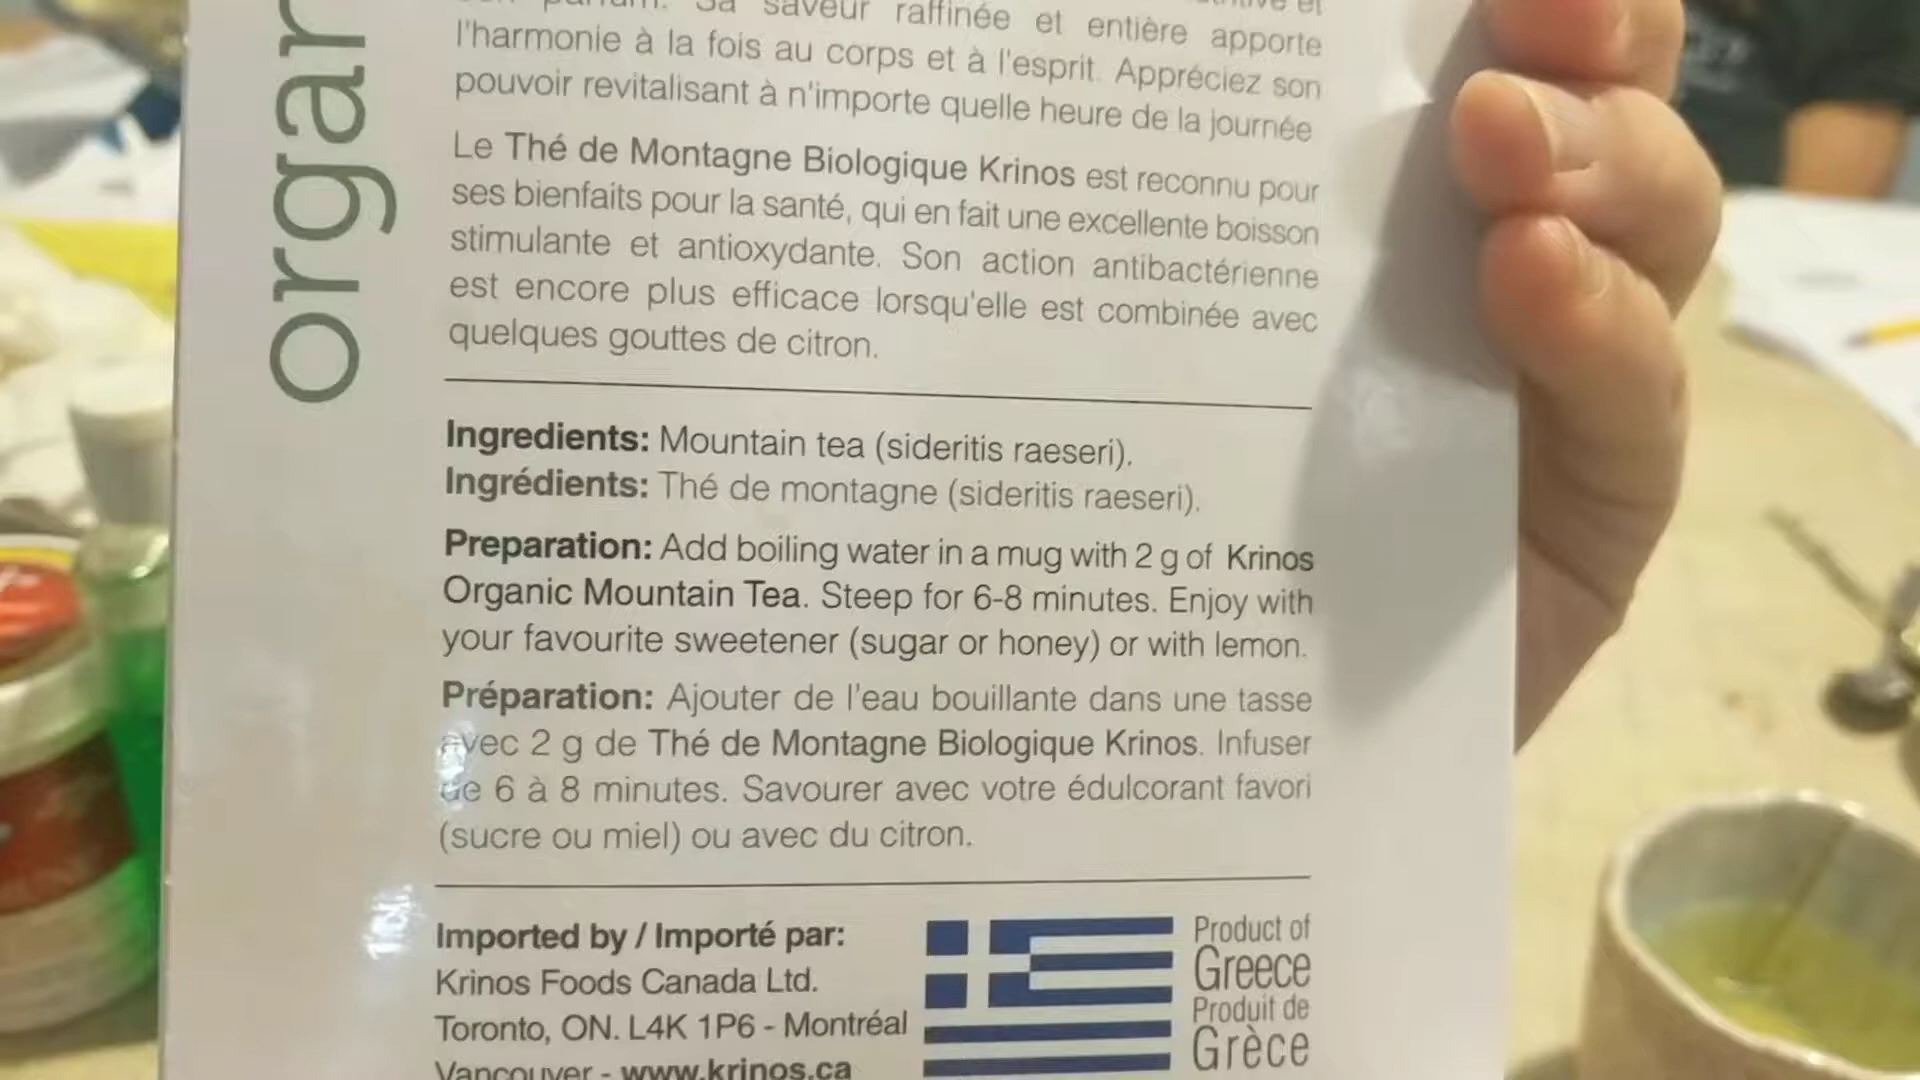 organ
parfum. Sa saveur raffinée et entière apporte
l'harmonie à la fois au corps et à l'esprit. Appréciez son
pouvoir revitalisant à n'importe quelle heure de la journée
Le Thé de Montagne Biologique Krinos est reconnu pour
ses bienfaits pour la santé, qui en fait une excellente boisson
stimulante et antioxydante. Son action antibactérienne
est encore plus efficace lorsqu'elle est combinée avec
quelques gouttes de citron.
Ingredients: Mountain tea (sideritis raeseri).
Ingrédients: Thé de montagne (sideritis raeseri).
Preparation: Add boiling water in a mug with 2 g of Krinos
Organic Mountain Tea. Steep for 6-8 minutes. Enjoy with
your favourite sweetener (sugar or honey) or with lemon.
Préparation: Ajouter de l'eau bouillante dans une tasse
avec 2 g de Thé de Montagne Biologique Krinos. Infuser
de 6 à 8 minutes. Savourer avec votre édulcorant favori
(sucre ou miel) ou avec du citron.
Imported by / Importé par:
Krinos Foods Canada Ltd.
Toronto, ON. L4K 1P6 - Montréal
Vancouver - www.krinos.ca
Product of
Greece
Produit de
Grèce